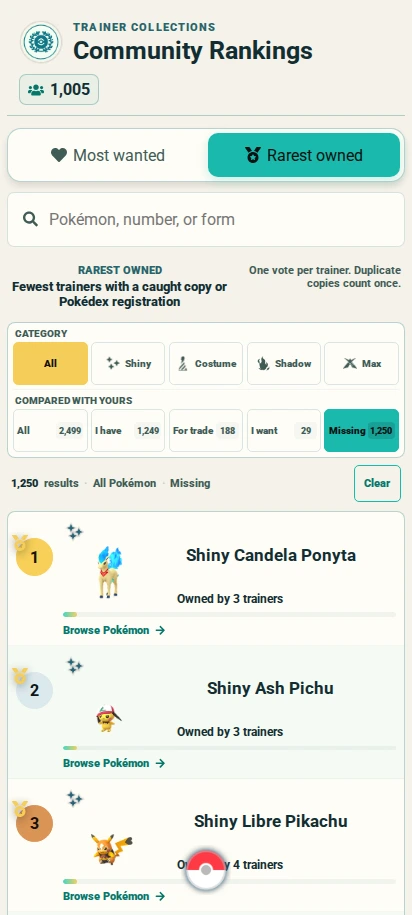 TRAINER COLLECTIONS
Community Rankings
1,005
Most wanted
Rarest owned
Pokémon, number, or form
RAREST OWNED
Fewest trainers with a caught copy or
Pokédex registration
One vote per trainer. Duplicate
copies count once.
CATEGORY
All
Shiny
Costume
Shadow
Max
COMPARED WITH YOURS
All 2,499
I have 1,249
For trade 188
I want 29
Missing 1,250
1,250 results · All Pokémon · Missing
Clear
1
Shiny Candela Ponyta
Owned by 3 trainers
Browse Pokémon →
2
Shiny Ash Pichu
Owned by 3 trainers
Browse Pokémon →
3
Shiny Libre Pikachu
4 trainers
Browse Pokémon →